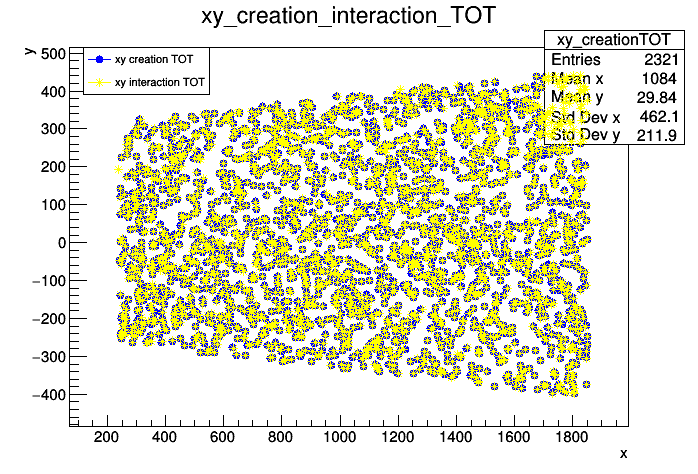 xy_creation_interaction_TOT
y
xy creation TOT
xy interaction TOT
xy_creationTOT
Entries 2321
Mean x 1084
Mean y 29.84
Std Dev x 462.1
Std Dev y 211.9
500
400
300
200
100
0
−100
−200
−300
−400
200 400 600 800 1000 1200 1400 1600 1800
x